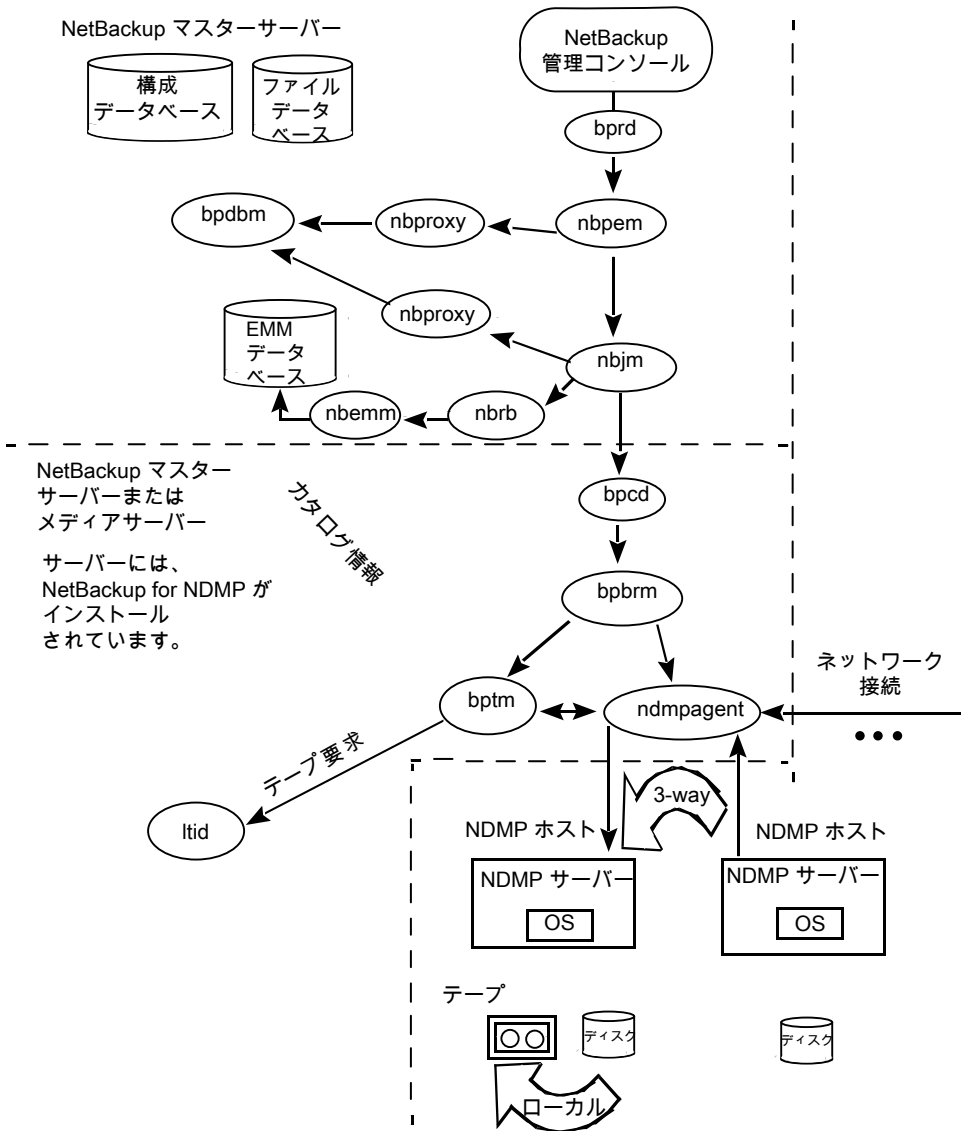 NetBackup マスターサーバー
NetBackup
管理コンソール
構成
データベース
ファイル
データ
ベース
bprd
bpdbm
nbproxy
nbpem
nbproxy
EMM
データ
ベース
nbjm
nbemm
nbrb
NetBackup マスター
サーバーまたは
メディアサーバー
サーバーには、
NetBackup for NDMP が
インストール
されています。
カタログ情報
bpcd
bpbrm
ネットワーク
接続
bptm
ndmpagent
テープ要求
3-way
ltid
NDMP ホスト
NDMP ホスト
NDMP サーバー
OS
NDMP サーバー
OS
テープ
ディスク
ディスク
ローカル